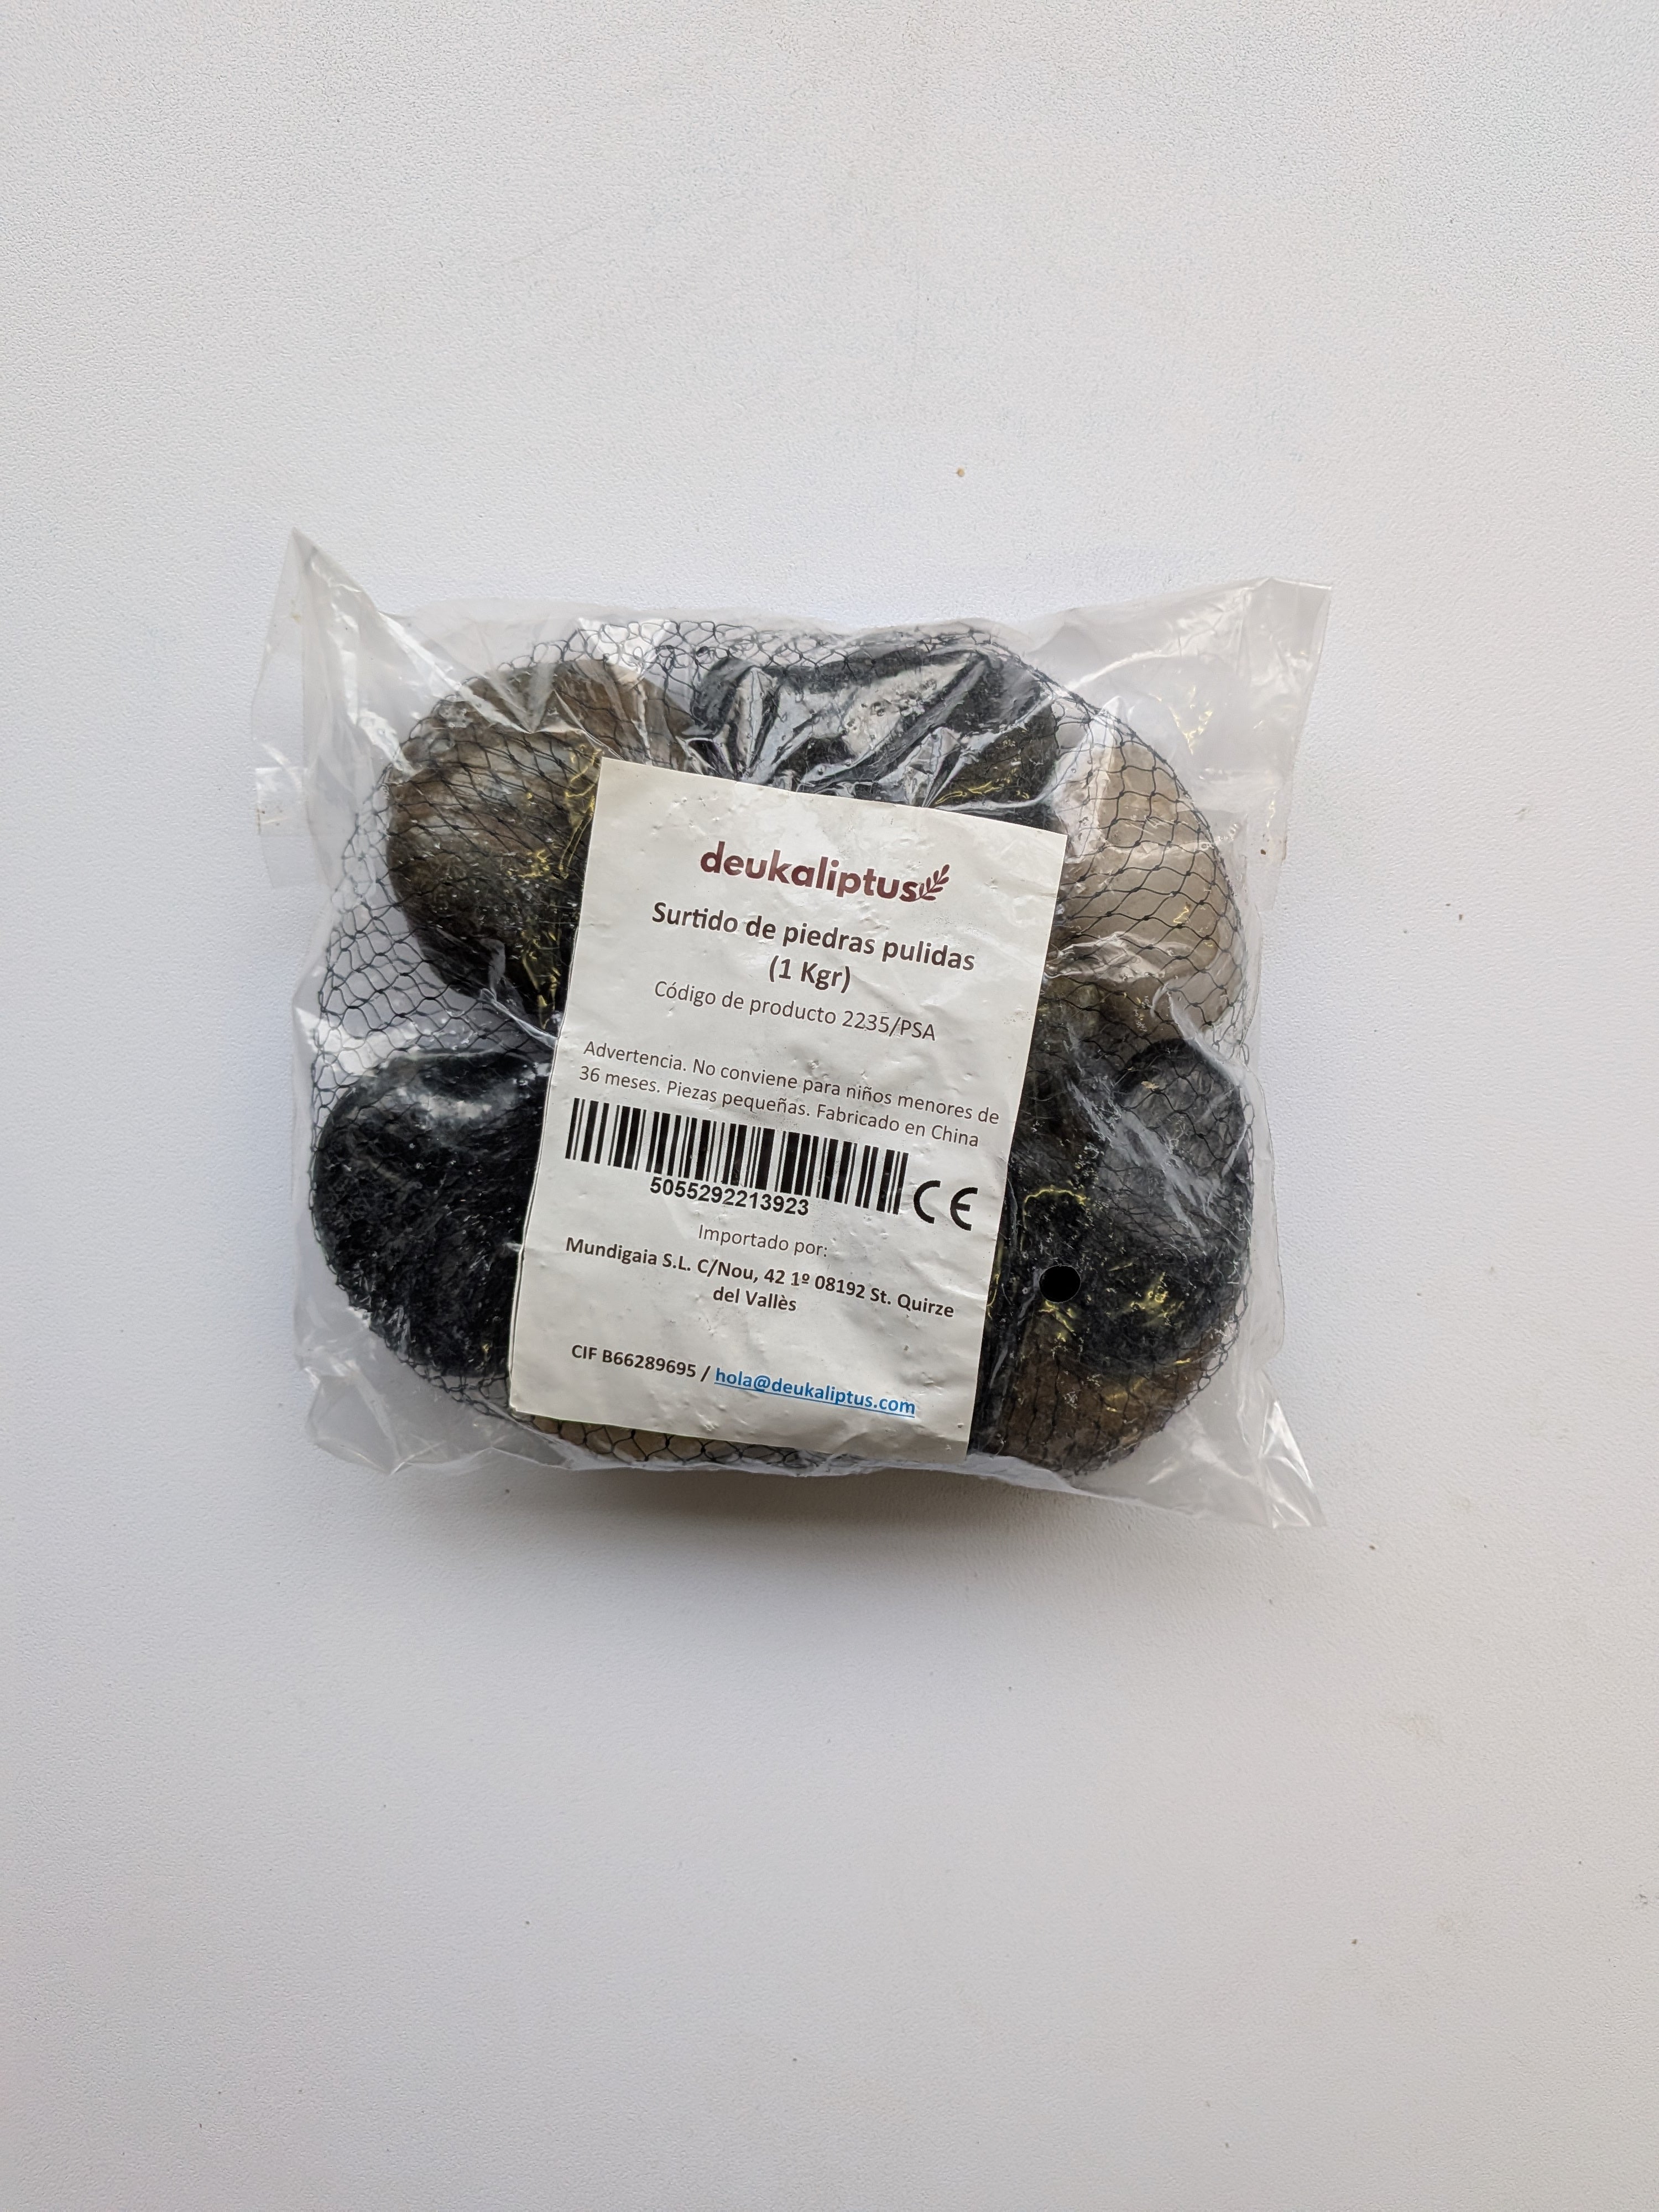 deukaliptus
Surtido de piedras pulidas
(1 Kgr)
Código de producto 2235/PSA
Advertencia. No conviene para niños menores de
36 meses. Piezas pequeñas. Fabricado en China
5055292213923
CE
Importado por:
Mundigaia S.L. C/Nou, 42 1º 08192 St. Quirze
del Vallès
CIF B66289695 / hola@deukaliptus.com